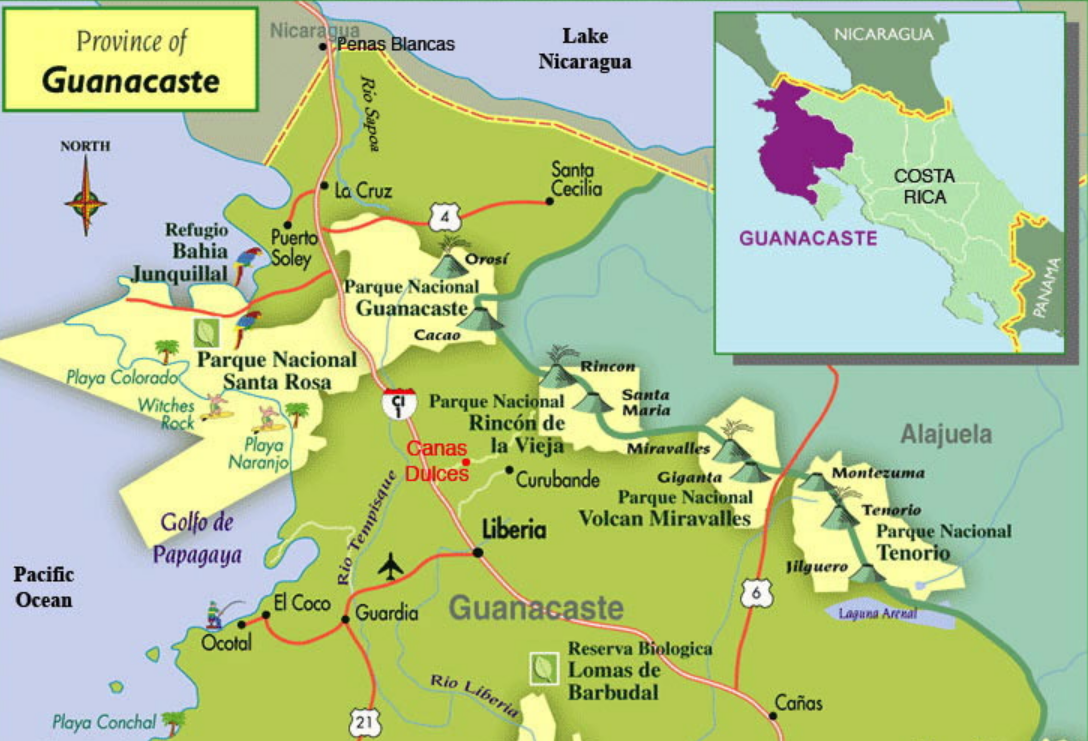 Province of
Guanacaste
Nicaragua
Penas Blancas
Lake
Nicaragua
NICARAGUA
COSTA
RICA
GUANACASTE
PANAMA
NORTH
Rio Sapoa
La Cruz
Santa
Cecilia
4
Puerto
Soley
Refugio
Bahia
Junquillal
Orosí
Parque Nacional
Guanacaste
Cacao
Parque Nacional
Santa Rosa
Playa Colorado
Witches
Rock
Playa
Naranjo
CI
1
Rincon
Santa
Maria
Parque Nacional
Rincón de
la Vieja
Canas
Dulces
Curubande
Miravalles
Giganta
Parque Nacional
Volcan Miravalles
Alajuela
Montezuma
Tenorio
Parque Nacional
Tenorio
Jilguero
Laguna Arenal
6
Golfo de
Papagaya
Rio Tempisque
Liberia
Pacific
Ocean
El Coco
Ocotal
Guardia
Guanacaste
Reserva Biologica
Lomas de
Barbudal
Rio Liberia
21
Cañas
Playa Conchal